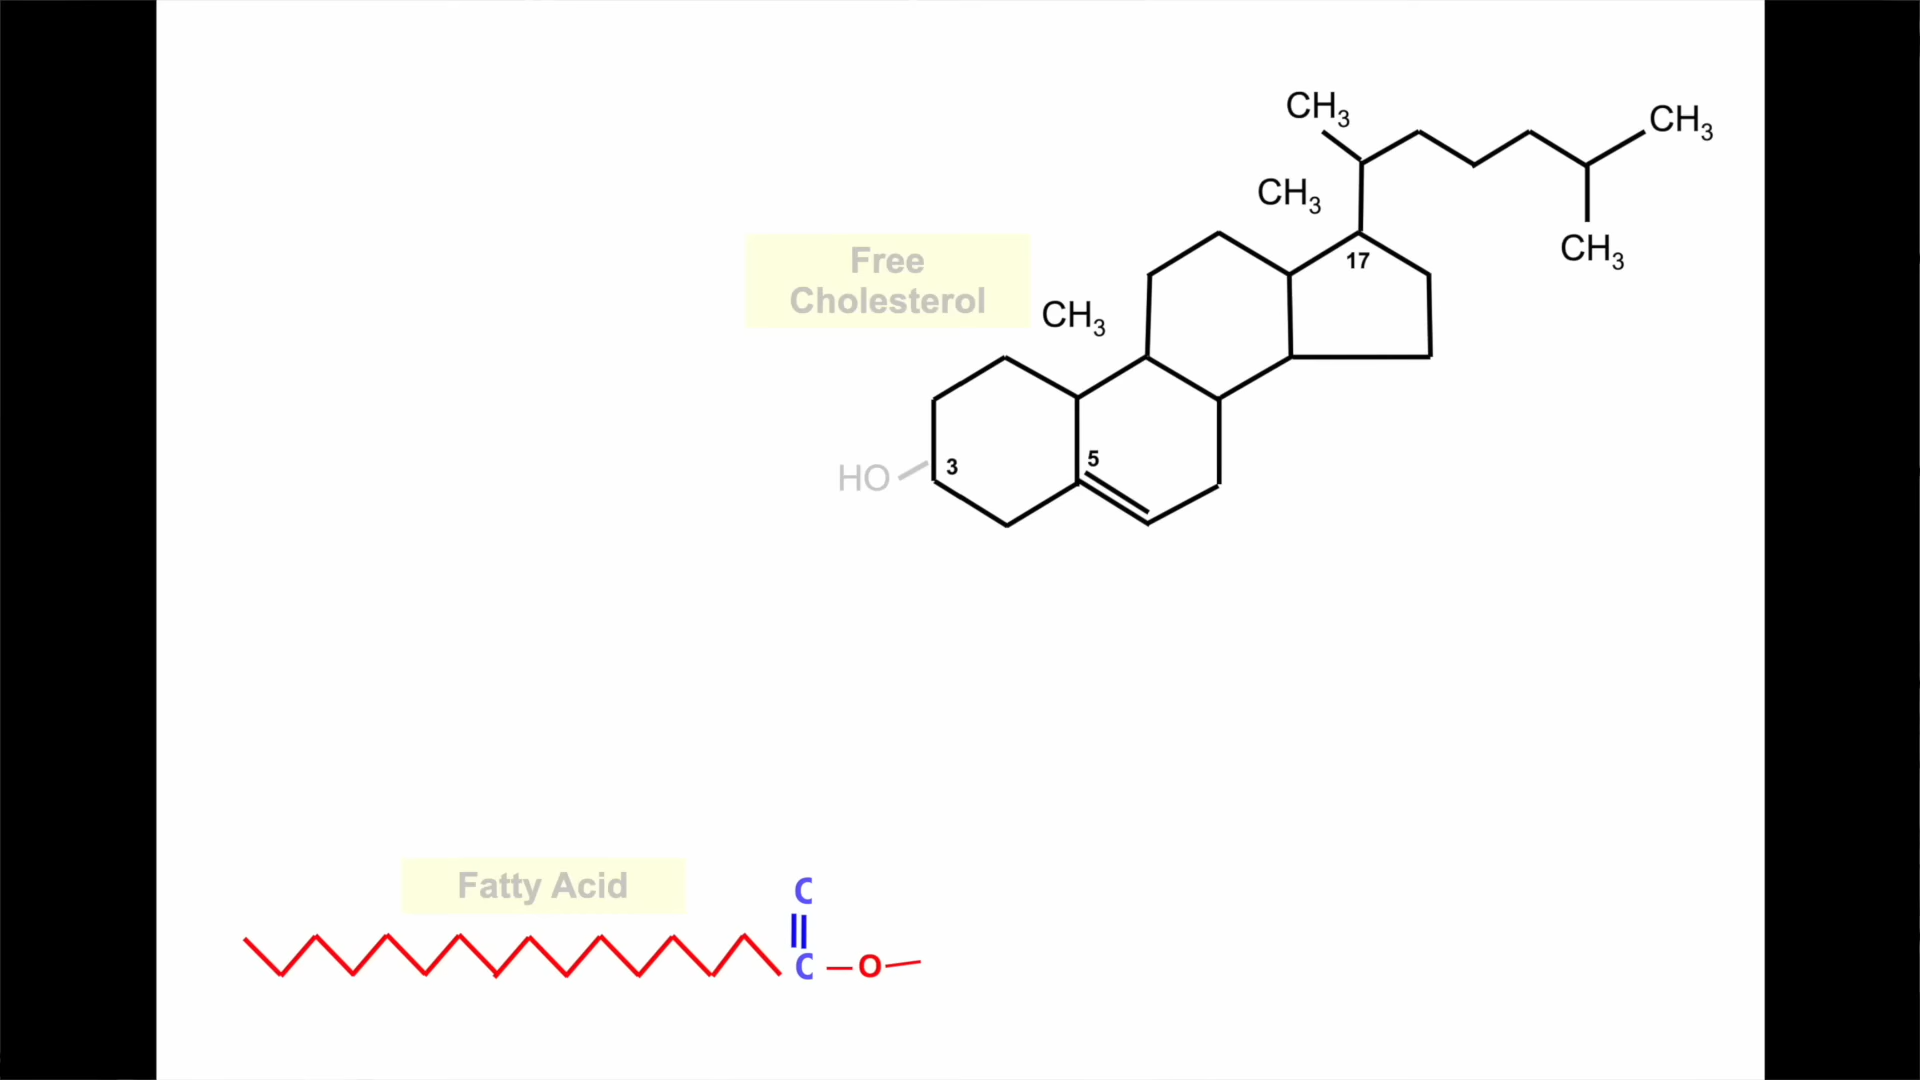 CH3
CH3
CH3
17
CH3
Free
Cholesterol
CH3
5
3
HO
Fatty Acid
C
C
O